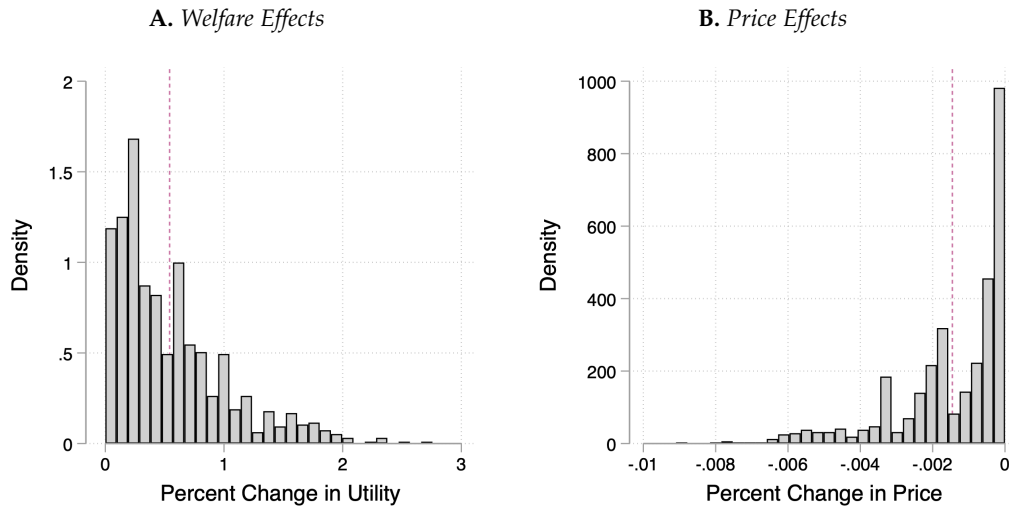 A. Welfare Effects
2
1.5
1
.5
0
Density
0 1 2 3
Percent Change in Utility
B. Price Effects
1000
800
600
400
200
0
Density
-.01 -.008 -.006 -.004 -.002 0
Percent Change in Price